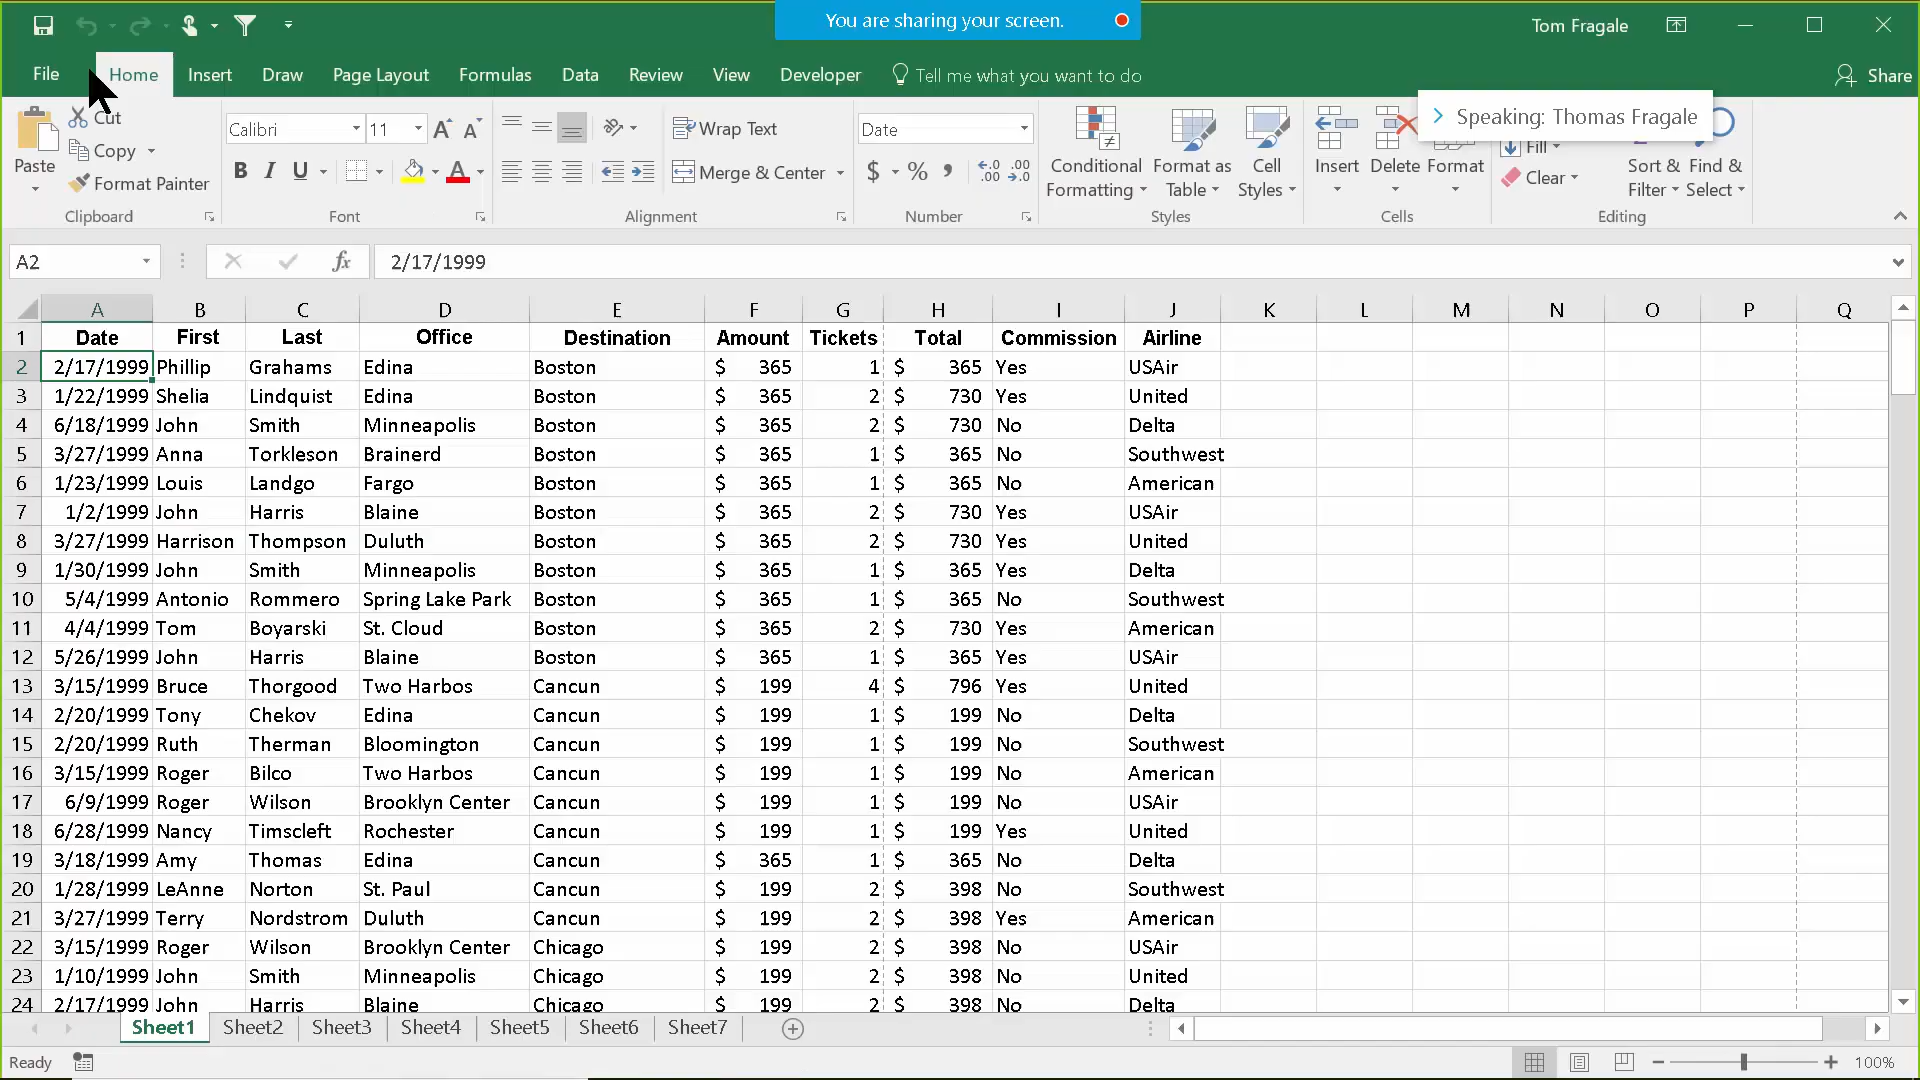 You are sharing your screen.
Tom Fragale
File Home Insert Draw Page Layout Formulas Data Review View Developer Tell me what you want to do Share
Speaking: Thomas Fragale
Paste Cut Copy Format Painter Clipboard
Calibri 11 B I U A A A Font
Wrap Text Merge & Center Alignment
Date $ % , Number
Conditional Formatting Format as Table Cell Styles Styles
Insert Delete Format Cells
Fill Clear Sort & Filter Find & Select Editing
A2 fx 2/17/1999
A B C D E F G H I J K L M N O P Q
1 Date First Last Office Destination Amount Tickets Total Commission Airline
2 2/17/1999 Phillip Grahams Edina Boston $ 365 1 $ 365 Yes USAir
3 1/22/1999 Shelia Lindquist Edina Boston $ 365 2 $ 730 Yes United
4 6/18/1999 John Smith Minneapolis Boston $ 365 2 $ 730 No Delta
5 3/27/1999 Anna Torkleson Brainerd Boston $ 365 1 $ 365 No Southwest
6 1/23/1999 Louis Landgo Fargo Boston $ 365 1 $ 365 No American
7 1/2/1999 John Harris Blaine Boston $ 365 2 $ 730 Yes USAir
8 3/27/1999 Harrison Thompson Duluth Boston $ 365 2 $ 730 Yes United
9 1/30/1999 John Smith Minneapolis Boston $ 365 1 $ 365 Yes Delta
10 5/4/1999 Antonio Rommero Spring Lake Park Boston $ 365 1 $ 365 No Southwest
11 4/4/1999 Tom Boyarski St. Cloud Boston $ 365 2 $ 730 Yes American
12 5/26/1999 John Harris Blaine Boston $ 365 1 $ 365 Yes USAir
13 3/15/1999 Bruce Thorgood Two Harbos Cancun $ 199 4 $ 796 Yes United
14 2/20/1999 Tony Chekov Edina Cancun $ 199 1 $ 199 No Delta
15 2/20/1999 Ruth Therman Bloomington Cancun $ 199 1 $ 199 No Southwest
16 3/15/1999 Roger Bilco Two Harbos Cancun $ 199 1 $ 199 No American
17 6/9/1999 Roger Wilson Brooklyn Center Cancun $ 199 1 $ 199 No USAir
18 6/28/1999 Nancy Timscleft Rochester Cancun $ 199 1 $ 199 Yes United
19 3/18/1999 Amy Thomas Edina Cancun $ 365 1 $ 365 No Delta
20 1/28/1999 LeAnne Norton St. Paul Cancun $ 199 2 $ 398 No Southwest
21 3/27/1999 Terry Nordstrom Duluth Cancun $ 199 2 $ 398 Yes American
22 3/15/1999 Roger Wilson Brooklyn Center Chicago $ 199 2 $ 398 No USAir
23 1/10/1999 John Smith Minneapolis Chicago $ 199 2 $ 398 No United
24 2/17/1999 John Harris Blaine Chicago $ 199 2 $ 398 No Delta
Sheet1 Sheet2 Sheet3 Sheet4 Sheet5 Sheet6 Sheet7
Ready 100%